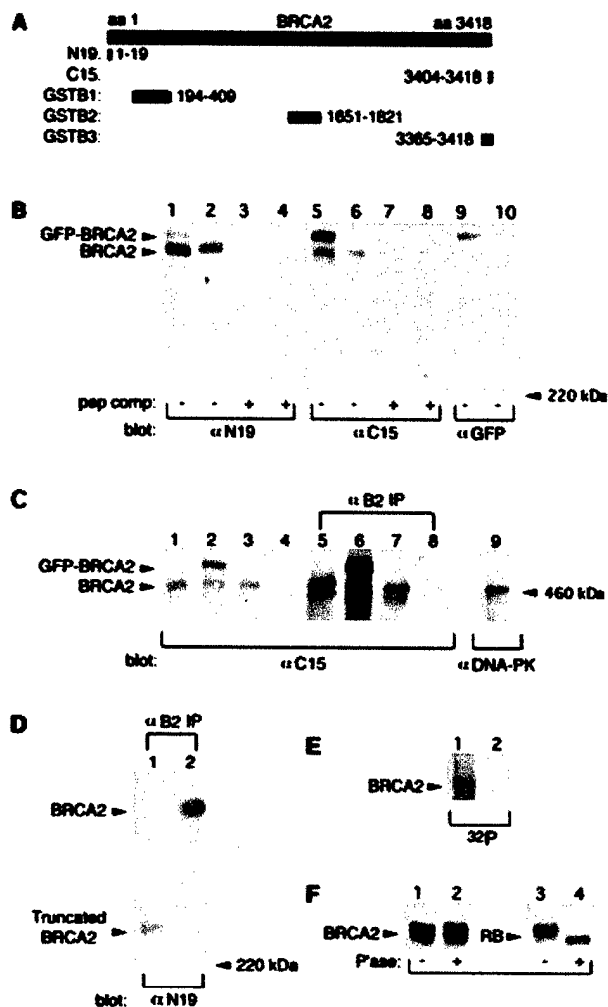 A aa 1 BRCA2 aa 3418
N19: 1-19
C15: 3404-3418
GSTB1: 194-409
GSTB2: 1651-1821
GSTB3: 3365-3418
B 1 2 3 4 5 6 7 8 9 10
GFP-BRCA2
BRCA2
220 kDa
pep comp: - - + + - - + + - -
blot: αN19 αC15 αGFP
α B2 IP
C 1 2 3 4 5 6 7 8 9
GFP-BRCA2
BRCA2 460 kDa
blot: αC15 αDNA-PK
D α B2 IP
1 2
BRCA2
Truncated
BRCA2
220 kDa
blot: αN19
E 1 2
BRCA2
32P
F 1 2 3 4
BRCA2 RB
P'ase: - + - +